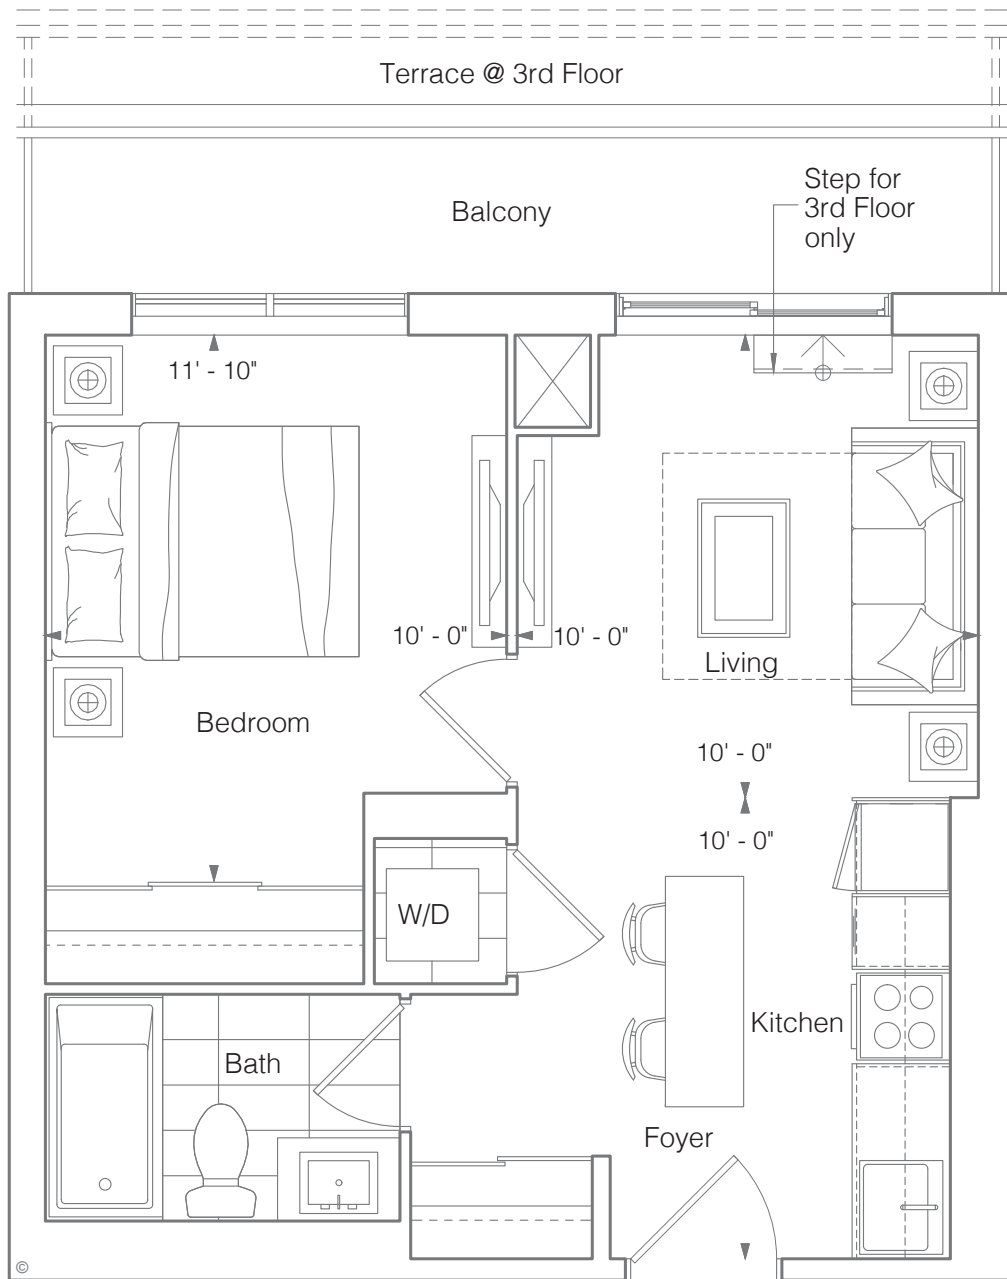 Terrace @ 3rd Floor
Step for
3rd Floor
only
Balcony
11' - 10"
10' - 0"
10' - 0"
Living
Bedroom
10' - 0"
10' - 0"
W/D
Kitchen
Bath
Foyer
©